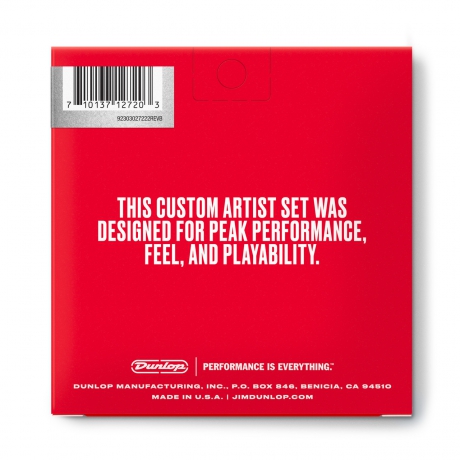 7 10137 12720 3
92303027222REVB
THIS CUSTOM ARTIST SET WAS
DESIGNED FOR PEAK PERFORMANCE,
FEEL, AND PLAYABILITY.
Dunlop | PERFORMANCE IS EVERYTHING.™
DUNLOP MANUFACTURING, INC., P.O. BOX 846, BENICIA, CA 94510
MADE IN U.S.A. | JIMDUNLOP.COM